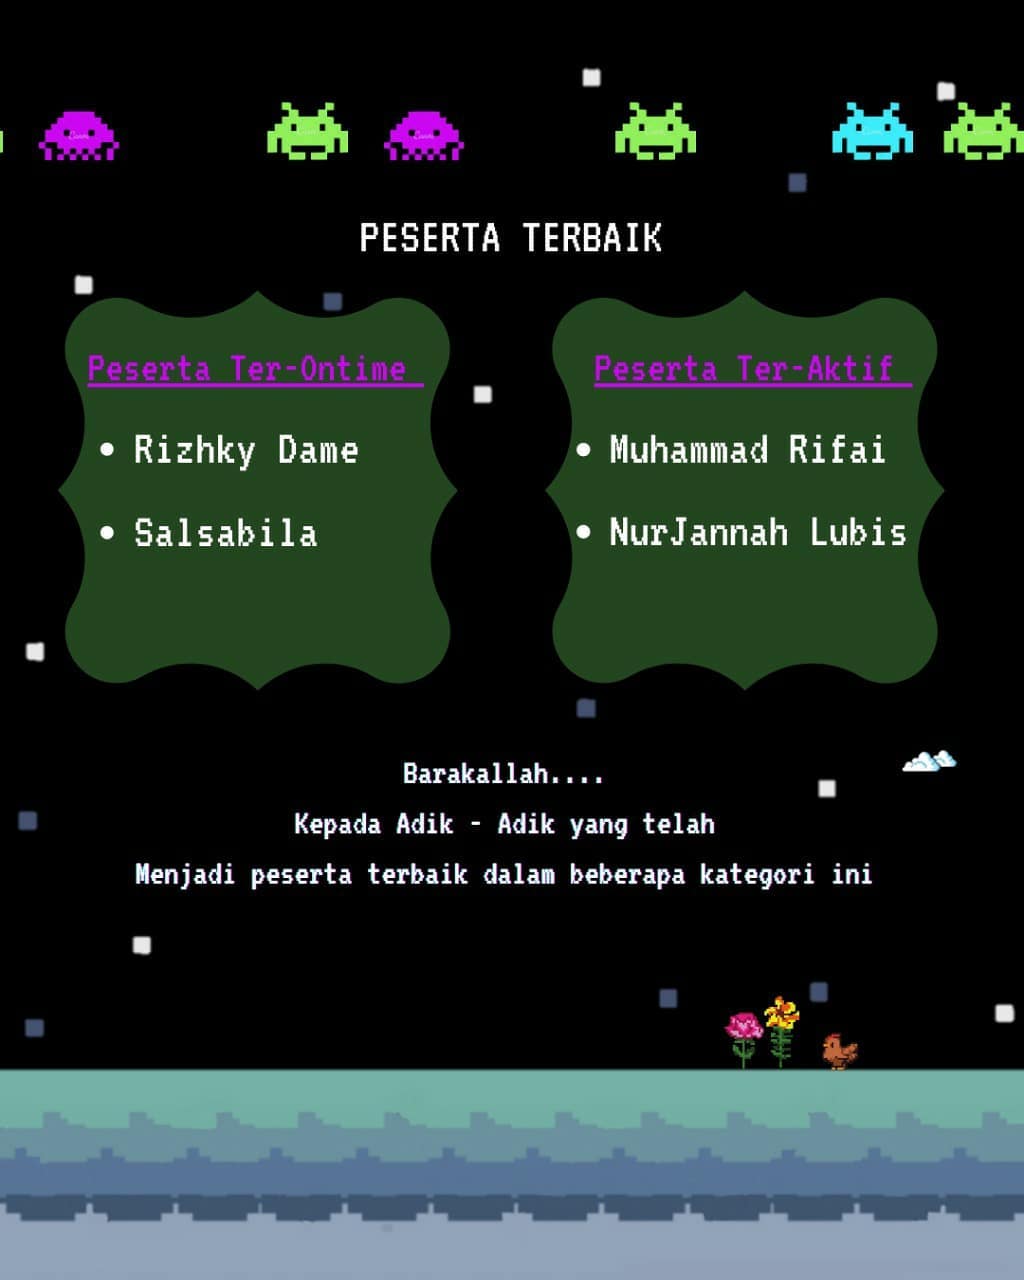 PESERTA TERBAIK
Peserta Ter-Ontime
• Rizhky Dame
• Salsabila
Peserta Ter-Aktif
• Muhammad Rifai
• NurJannah Lubis
Barakallah....
Kepada Adik - Adik yang telah
Menjadi peserta terbaik dalam beberapa kategori ini